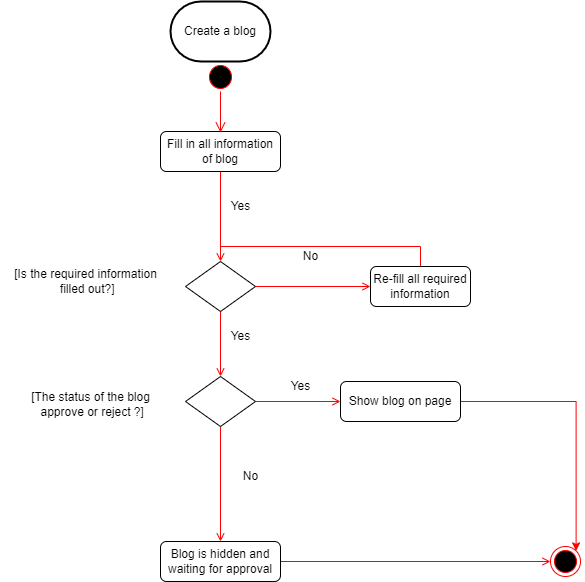 Create a blog
Fill in all information
of blog
Yes
No
[Is the required information
filled out?]
Re-fill all required
information
Yes
Yes
[The status of the blog
approve or reject ?]
Show blog on page
No
Blog is hidden and
waiting for approval